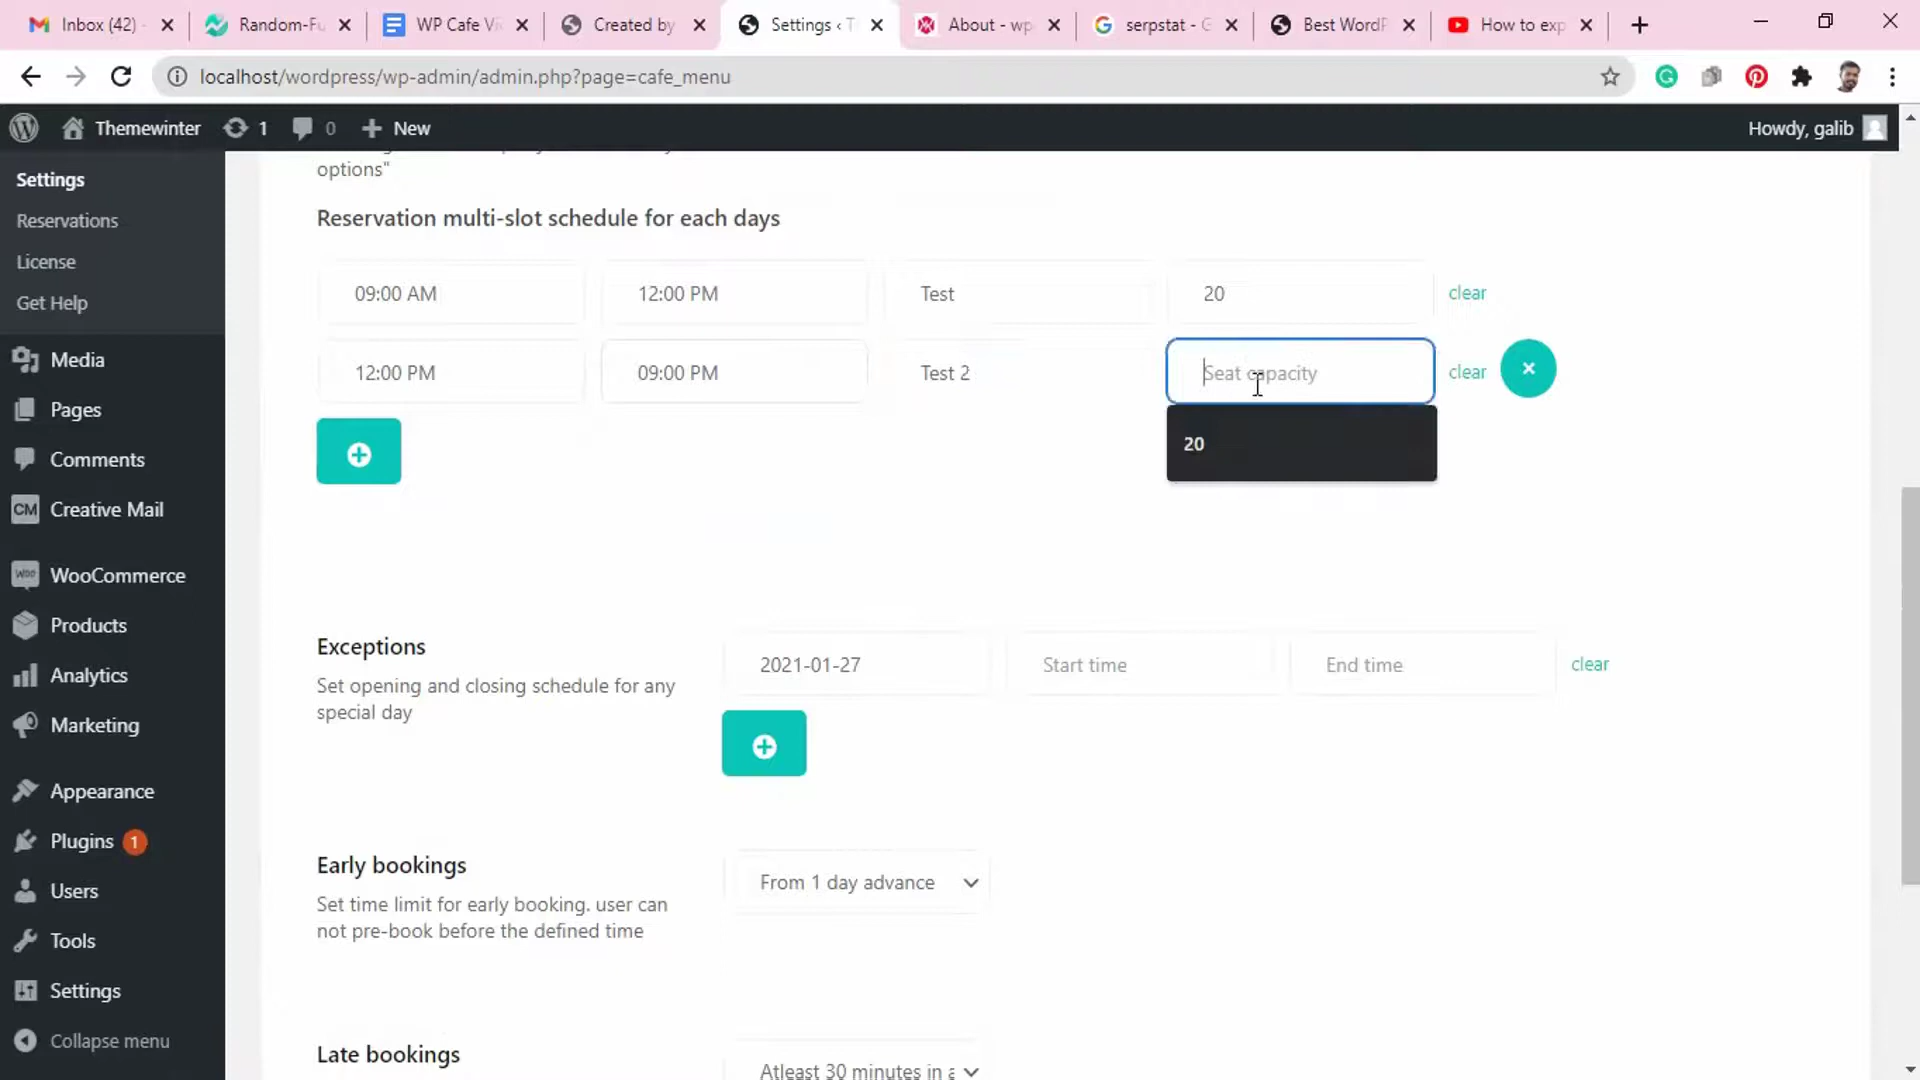 Inbox (42) -
Random-Fu
WP Cafe Vi
Created by
Settings ‹ T
About - wp
serpstat - G
Best WordP
How to exp
localhost/wordpress/wp-admin/admin.php?page=cafe_menu
Themewinter
1
0
New
Howdy, galib
Settings
Reservations
License
Get Help
Media
Pages
Comments
CM
Creative Mail
Woo
WooCommerce
Products
Analytics
Marketing
Appearance
Plugins 1
Users
Tools
Settings
Collapse menu
options"
Reservation multi-slot schedule for each days
09:00 AM
12:00 PM
Test
20
clear
12:00 PM
09:00 PM
Test 2
Seat capacity
clear
20
Exceptions
Set opening and closing schedule for any
special day
2021-01-27
Start time
End time
clear
Early bookings
Set time limit for early booking. user can
not pre-book before the defined time
From 1 day advance
Late bookings
Atleast 30 minutes in a